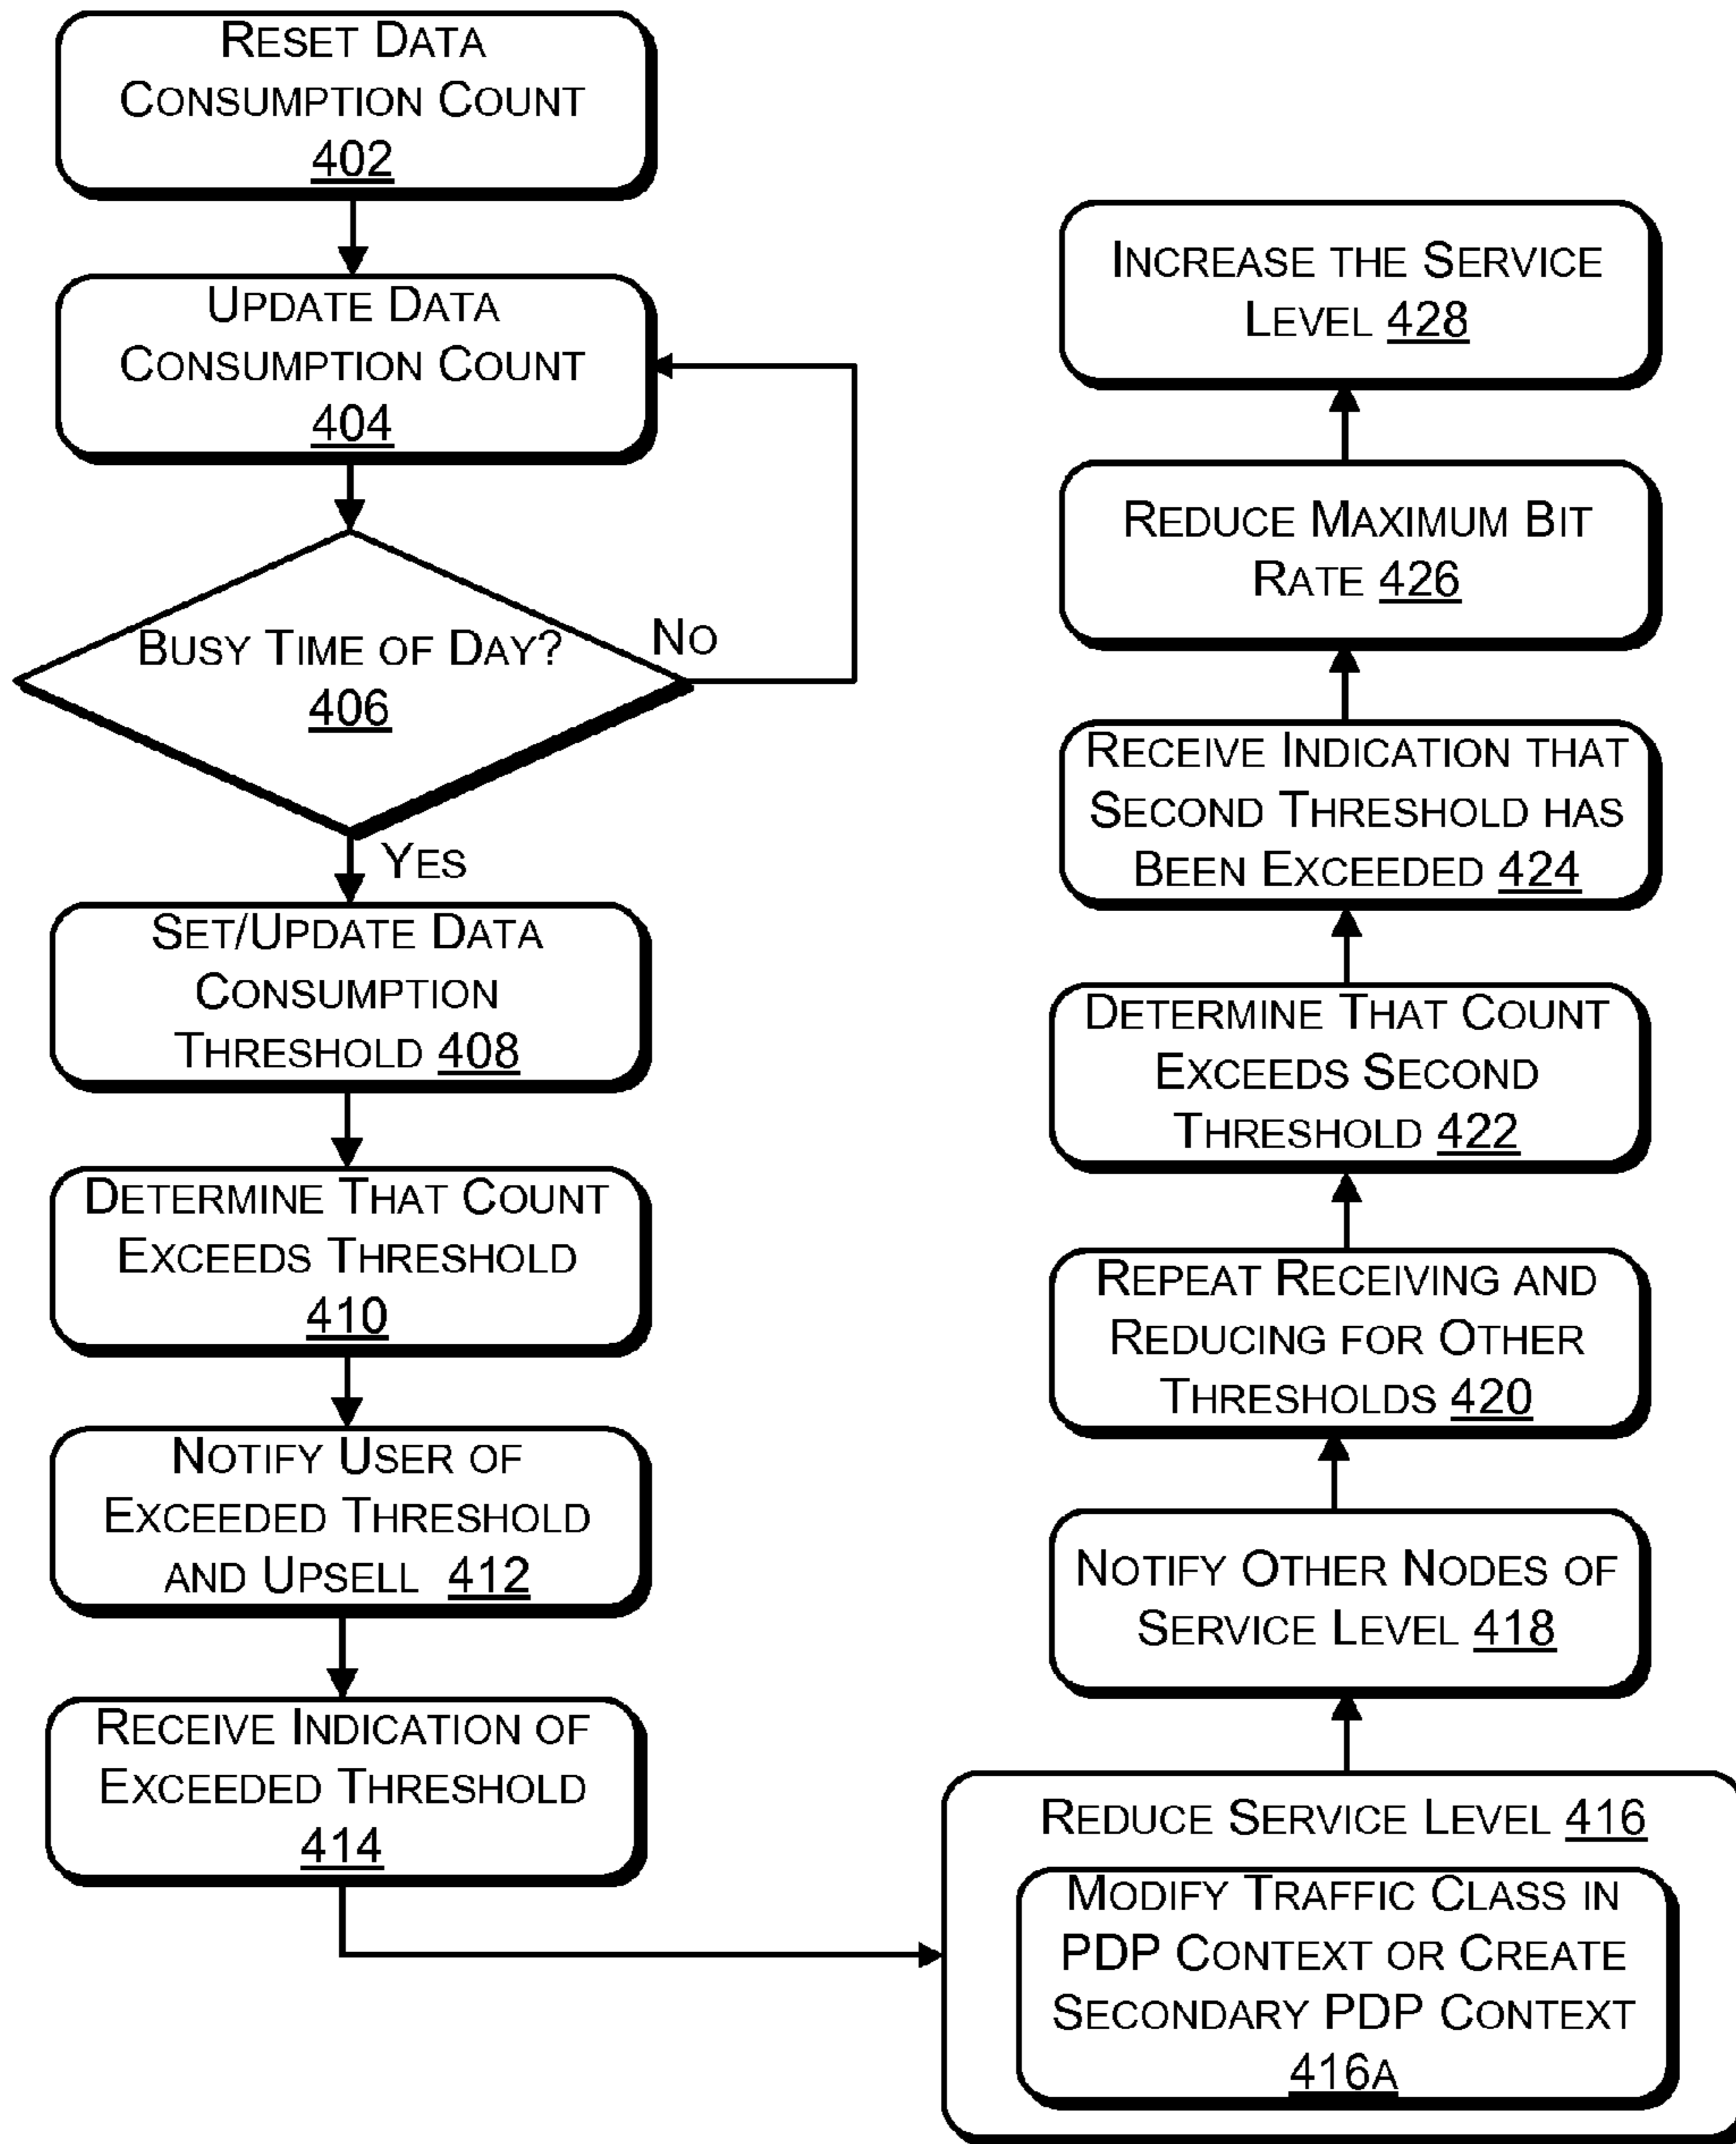 RESET DATA
CONSUMPTION COUNT
402
UPDATE DATA
CONSUMPTION COUNT
404
BUSY TIME OF DAY?
406
NO
YES
SET/UPDATE DATA
CONSUMPTION
THRESHOLD 408
DETERMINE THAT COUNT
EXCEEDS THRESHOLD
410
NOTIFY USER OF
EXCEEDED THRESHOLD
AND UPSELL 412
RECEIVE INDICATION OF
EXCEEDED THRESHOLD
414
REDUCE SERVICE LEVEL 416
MODIFY TRAFFIC CLASS IN
PDP CONTEXT OR CREATE
SECONDARY PDP CONTEXT
416A
NOTIFY OTHER NODES OF
SERVICE LEVEL 418
REPEAT RECEIVING AND
REDUCING FOR OTHER
THRESHOLDS 420
DETERMINE THAT COUNT
EXCEEDS SECOND
THRESHOLD 422
RECEIVE INDICATION THAT
SECOND THRESHOLD HAS
BEEN EXCEEDED 424
REDUCE MAXIMUM BIT
RATE 426
INCREASE THE SERVICE
LEVEL 428